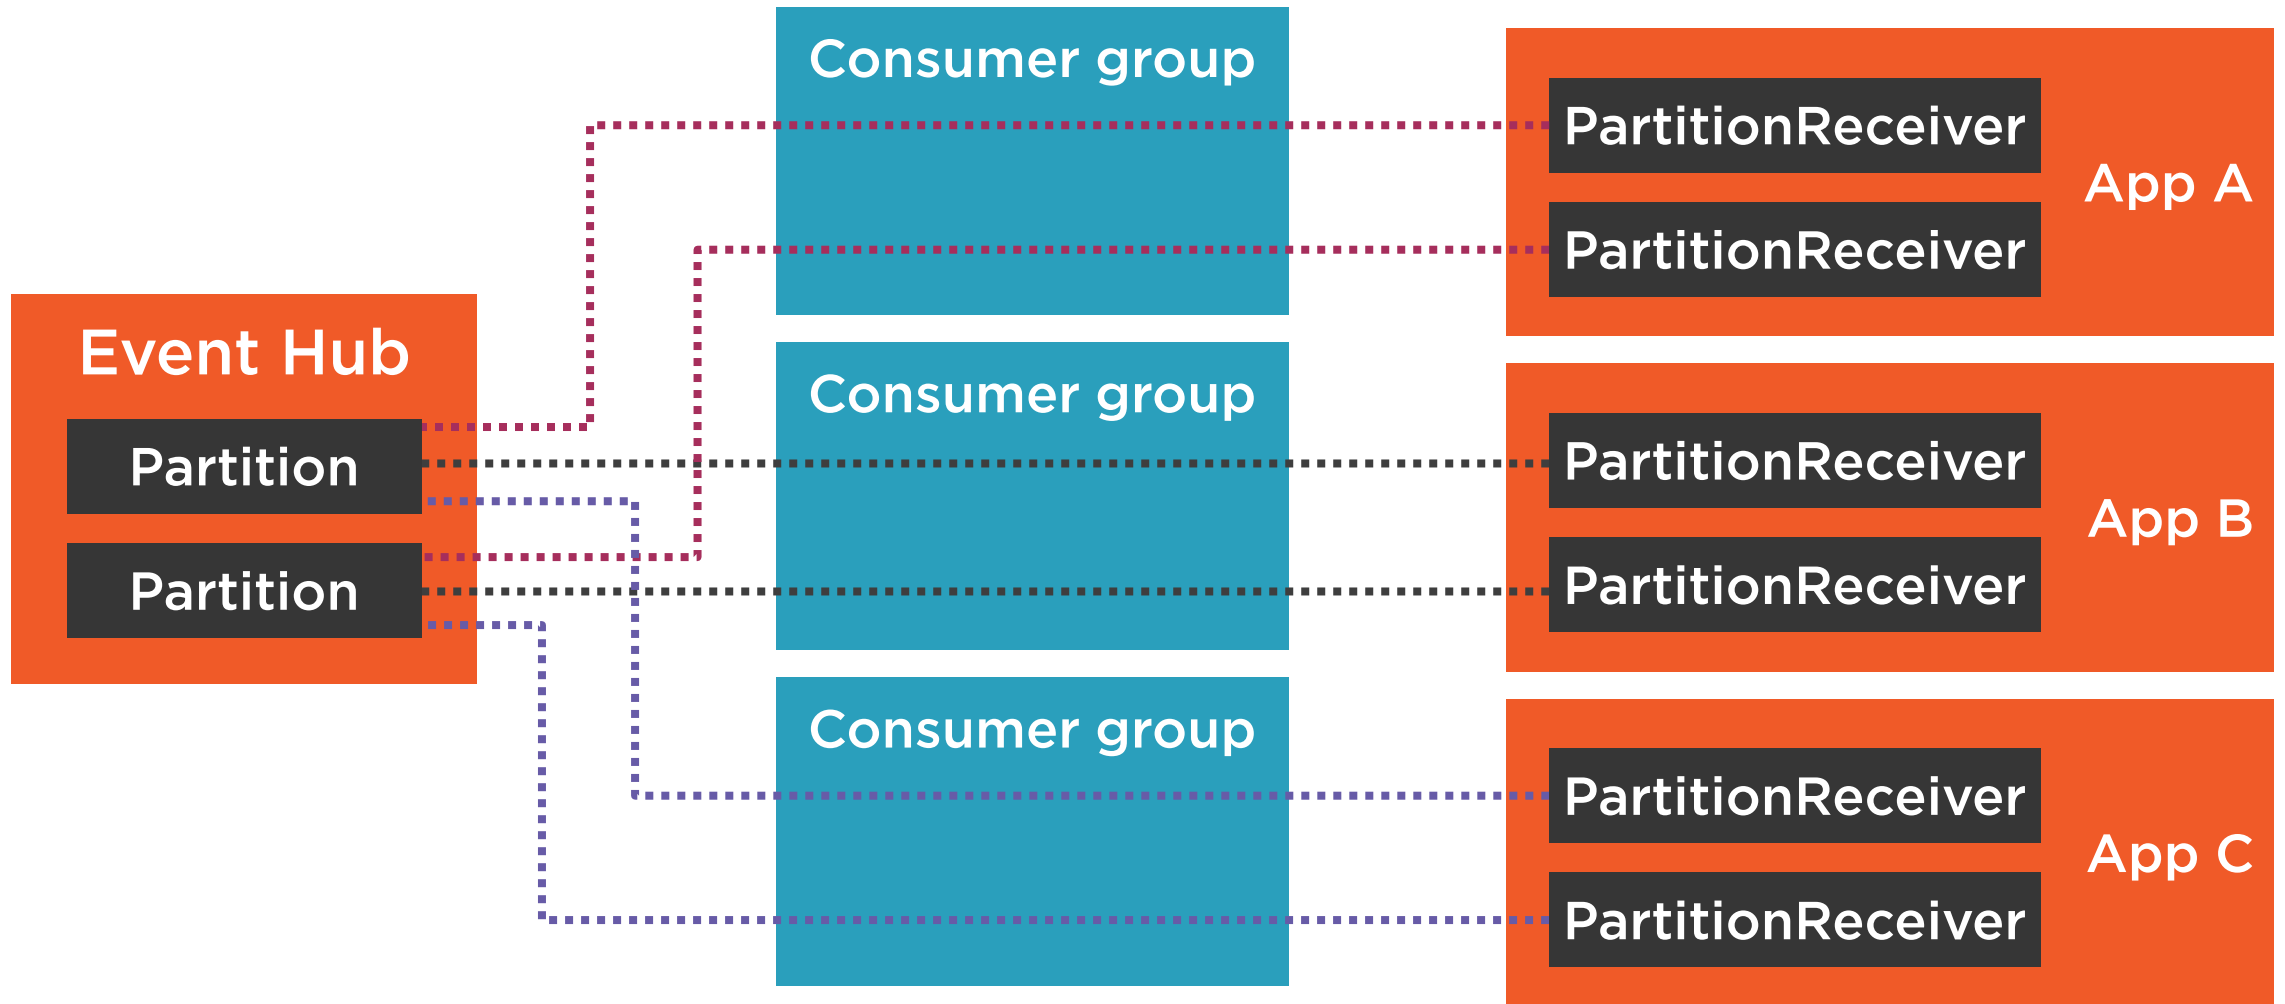 Event Hub
Partition
Partition
Consumer group
Consumer group
Consumer group
PartitionReceiver
PartitionReceiver
App A
PartitionReceiver
PartitionReceiver
App B
PartitionReceiver
PartitionReceiver
App C